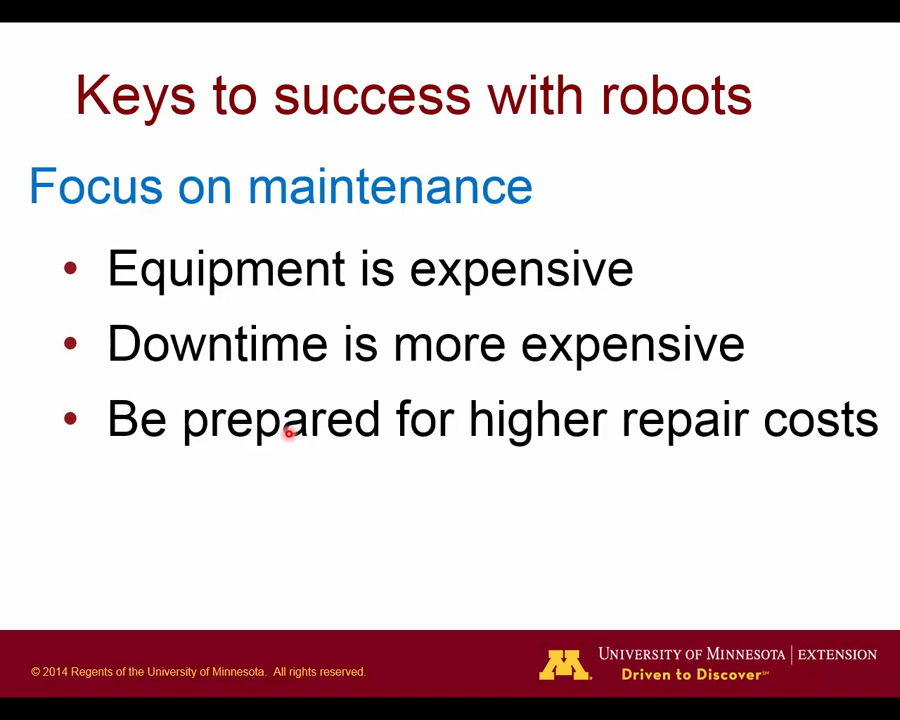 Keys to success with robots
Focus on maintenance
• Equipment is expensive
• Downtime is more expensive
• Be prepared for higher repair costs
© 2014 Regents of the University of Minnesota. All rights reserved.
M
UNIVERSITY OF MINNESOTA | EXTENSION
Driven to Discover℠